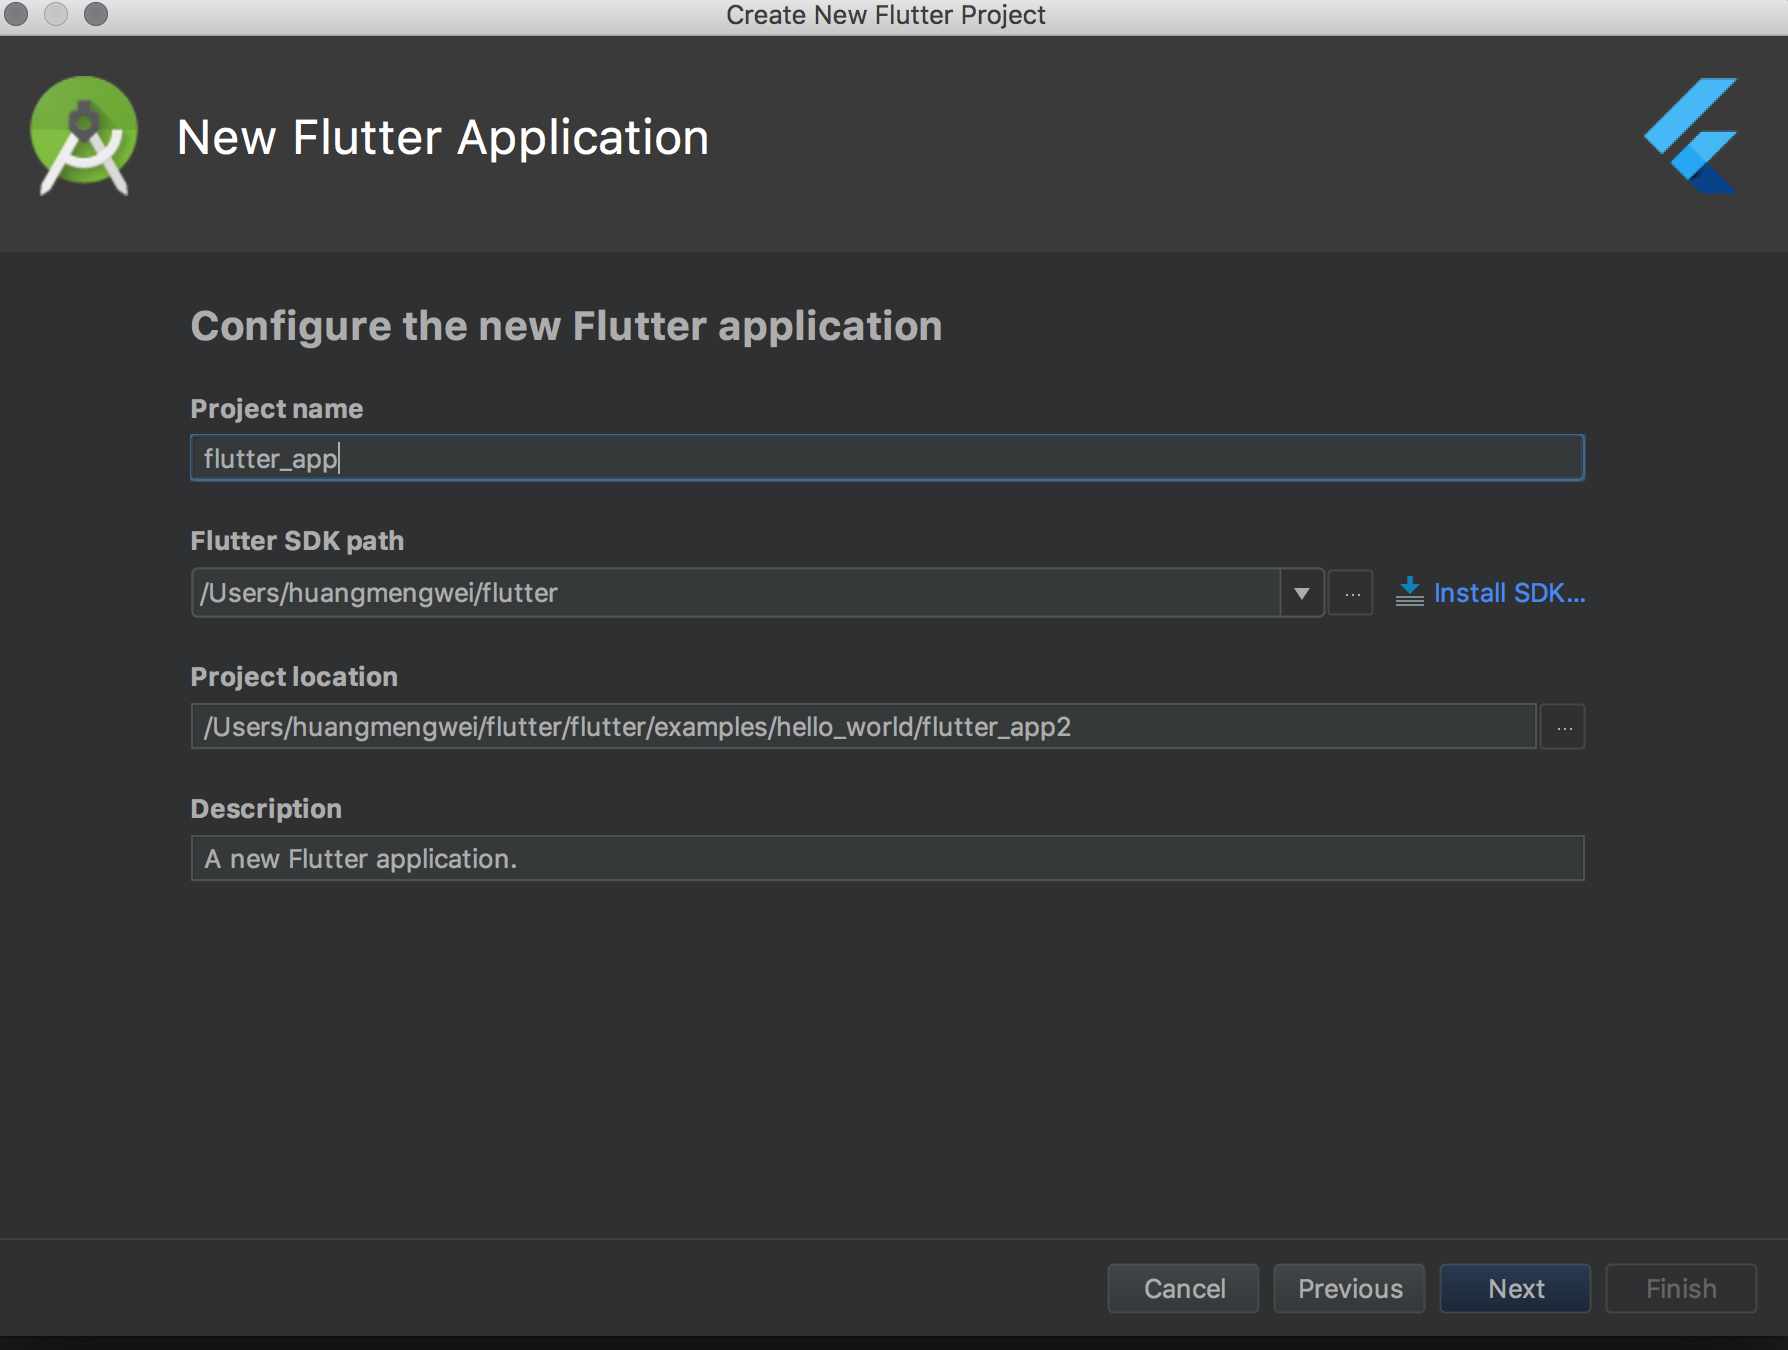 Create New Flutter Project
New Flutter Application
Configure the new Flutter application
Project name
flutter_app
Flutter SDK path
/Users/huangmengwei/flutter
...
Install SDK...
Project location
/Users/huangmengwei/flutter/flutter/examples/hello_world/flutter_app2
...
Description
A new Flutter application.
Cancel Previous Next Finish